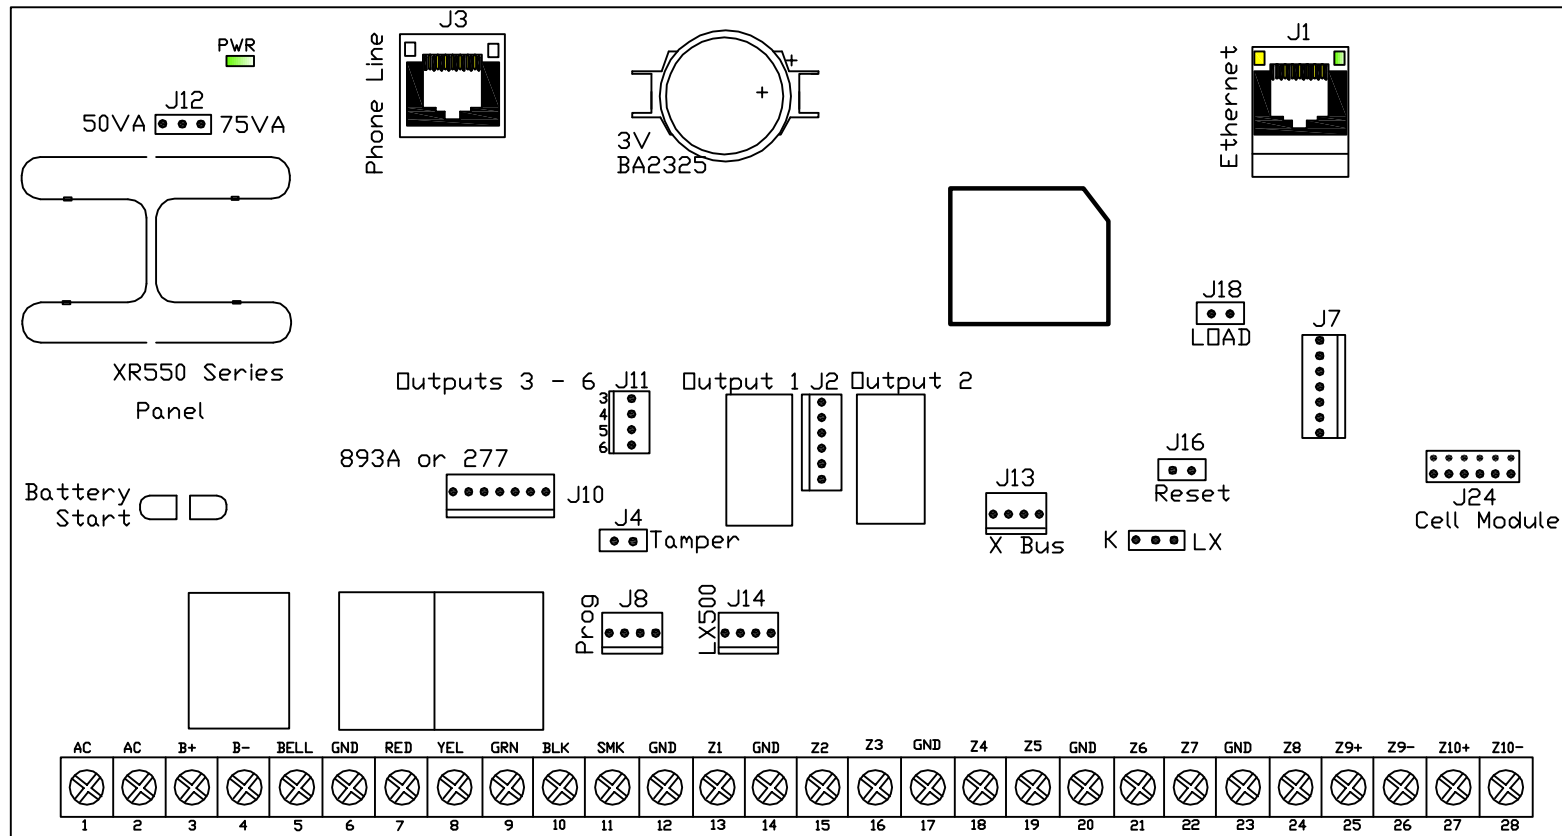 J3
J1
PWR
Phone Line
Ethernet
+
+
J12
50VA
75VA
3V
BA2325
J18
LOAD
J7
XR550 Series
Panel
Outputs 3 - 6
J11
3
4
5
6
Output 1
J2
Output 2
893A or 277
J10
J16
Reset
J13
X Bus
J24
Cell Module
Battery
Start
J4
Tamper
K
LX
Prog
J8
LX500
J14
AC AC B+ B- BELL GND RED YEL GRN BLK SMK GND Z1 GND Z2 Z3 GND Z4 Z5 GND Z6 Z7 GND Z8 Z9+ Z9- Z10+ Z10-
1 2 3 4 5 6 7 8 9 10 11 12 13 14 15 16 17 18 19 20 21 22 23 24 25 26 27 28